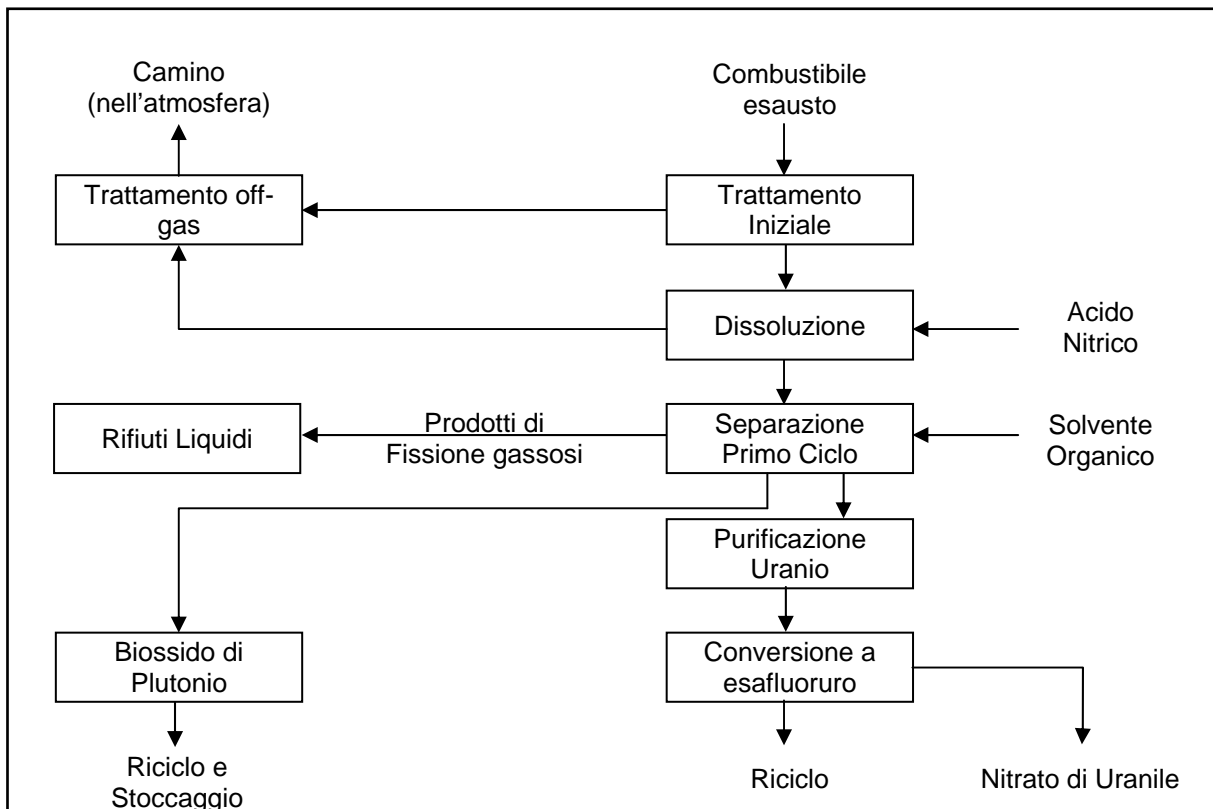 Camino
(nell’atmosfera)
Combustibile
esausto
Trattamento off-
gas
Trattamento
Iniziale
Dissoluzione
Acido
Nitrico
Rifiuti Liquidi
Prodotti di
Fissione gassosi
Separazione
Primo Ciclo
Solvente
Organico
Purificazione
Uranio
Biossido di
Plutonio
Conversione a
esafluoruro
Riciclo e
Stoccaggio
Riciclo
Nitrato di Uranile